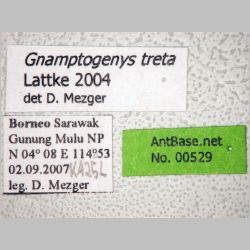 Gnamptogenys treta
Lattke 2004
det D. Mezger
Borneo Sarawak
Gunung Mulu NP
N 04° 08 E 114°53
02.09.2007 KA25L
leg. D. Mezger
AntBase.net
No. 00529